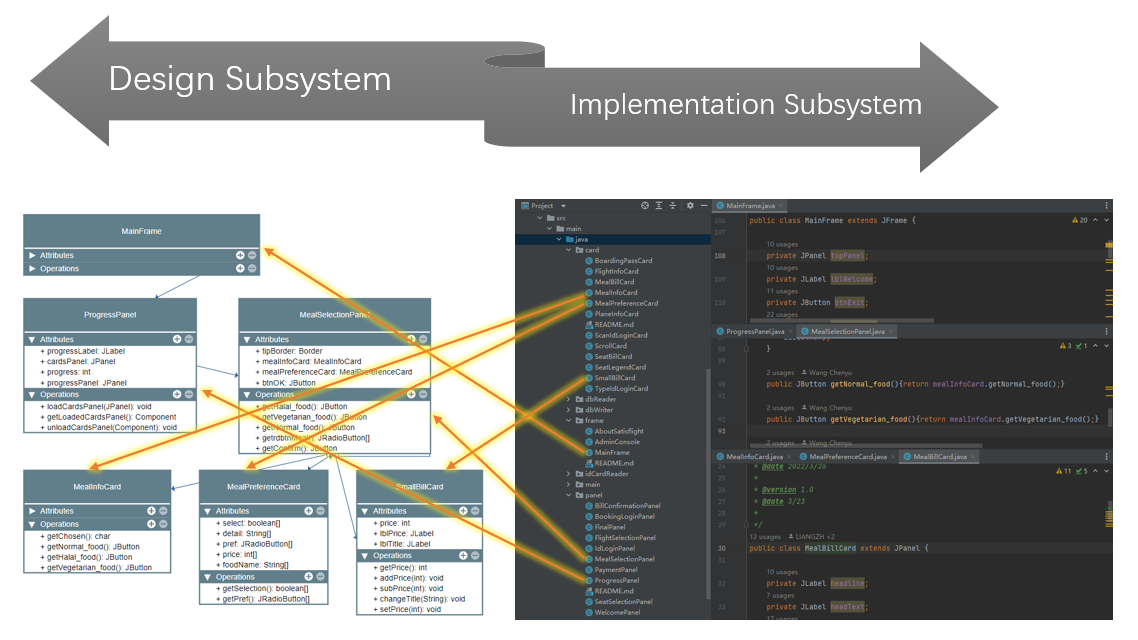 Design Subsystem
Implementation Subsystem
MainFrame
Attributes
Operations
ProgressPanel
Attributes
+ progressLabel: JLabel
+ cardsPanel: JPanel
+ progress: int
+ progressPanel: JPanel
Operations
+ loadCardsPanel(JPanel): void
+ getLoadedCardsPanel(): Component
+ unloadCardsPanel(Component): void
MealSelectionPanel
Attributes
+ tipBorder: Border
+ mealInfoCard: MealInfoCard
+ mealPreferenceCard: MealPreferenceCard
+ btnOK: JButton
Operations
+ getHalal_food(): JButton
+ getVegetarian_food(): JButton
+ getNormal_food(): JButton
+ getrdbtnMeal(): JRadioButton[]
+ getConfirm(): JButton
MealInfoCard
Attributes
Operations
+ getChosen(): char
+ getNormal_food(): JButton
+ getHalal_food(): JButton
+ getVegetarian_food(): JButton
MealPreferenceCard
Attributes
+ select: boolean[]
+ detail: String[]
+ pref: JRadioButton[]
+ price: int[]
+ foodName: String[]
Operations
+ getSelection(): boolean[]
+ getPref(): JRadioButton[]
SmallBillCard
Attributes
+ price: int
+ lblPrice: JLabel
+ lblTitle: JLabel
Operations
+ getPrice(): int
+ addPrice(int): void
+ subPrice(int): void
+ changeTitle(String): void
+ setPrice(int): void
Project
src
main
java
card
BoardingPassCard
FlightInfoCard
MealBillCard
MealInfoCard
MealPreferenceCard
PlaneInfoCard
README.md
ScanIdLoginCard
ScrollCard
SeatBillCard
SeatLegendCard
SmallBillCard
TypeIdLoginCard
dbReader
dbWriter
frame
AboutSatisflight
AdminConsole
MainFrame
README.md
idCardReader
main
panel
BillConfirmationPanel
BookingLoginPanel
FinalPanel
FlightSelectionPanel
IdLoginPanel
MealSelectionPanel
PaymentPanel
ProgressPanel
README.md
SeatSelectionPanel
WelcomePanel
MainFrame.java
106 public class MainFrame extends JFrame { 20
107
10 usages
108 private JPanel topPanel;
10 usages
109 private JLabel lblWelcome;
11 usages
110 private JButton btnExit;
22 usages
ProgressPanel.java MealSelectionPanel.java
88 } 3 1
89
2 usages Wang Chenyu
90 public JButton getNormal_food(){return mealInfoCard.getNormal_food();}
91
2 usages Wang Chenyu
92 public JButton getVegetarian_food(){return mealInfoCard.getVegetarian_food();}
93
2 usages Wang Chenyu
MealInfoCard.java MealPreferenceCard.java MealBillCard.java
24 * @date 2022/3/26 11 5
25 *
26 * @version 1.0
27 * @date 3/23
28 *
29 */
12 usages LIANGZH +2
30 public class MealBillCard extends JPanel {
31
10 usages
32 private JLabel headline;
7 usages
33 private JLabel headText;
17 usages